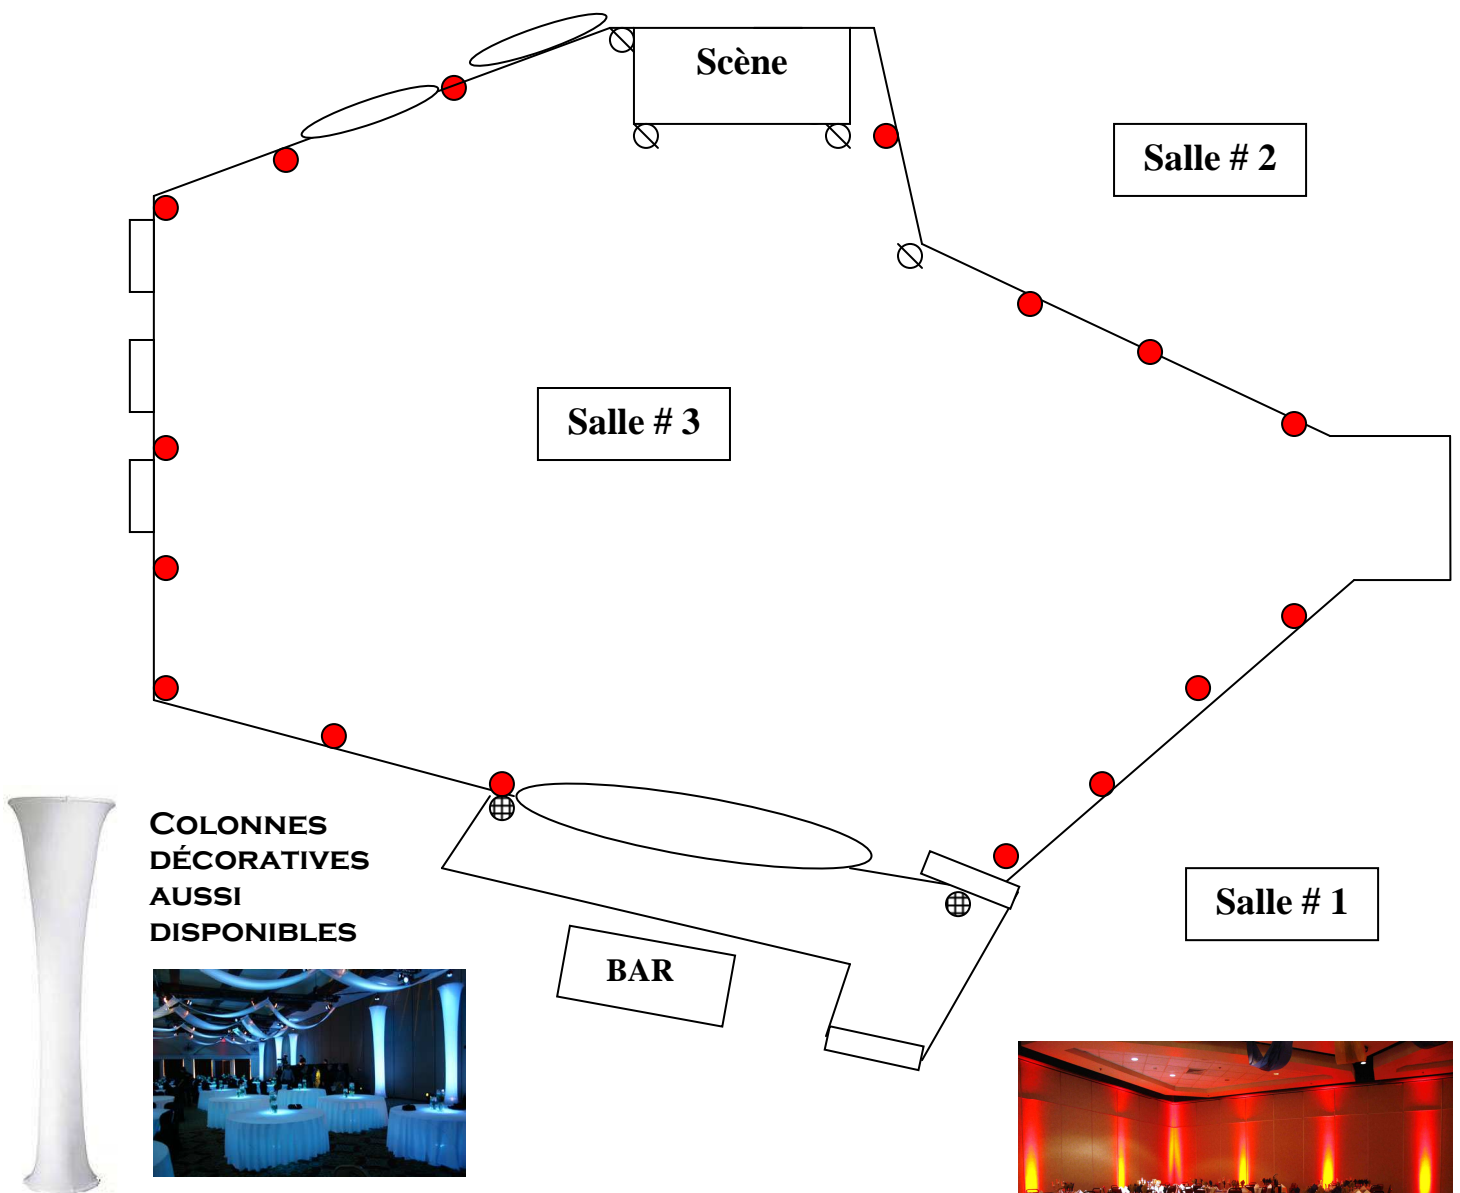 Scène
Salle # 2
Salle # 3
COLONNES
DÉCORATIVES
AUSSI
DISPONIBLES
Salle # 1
BAR